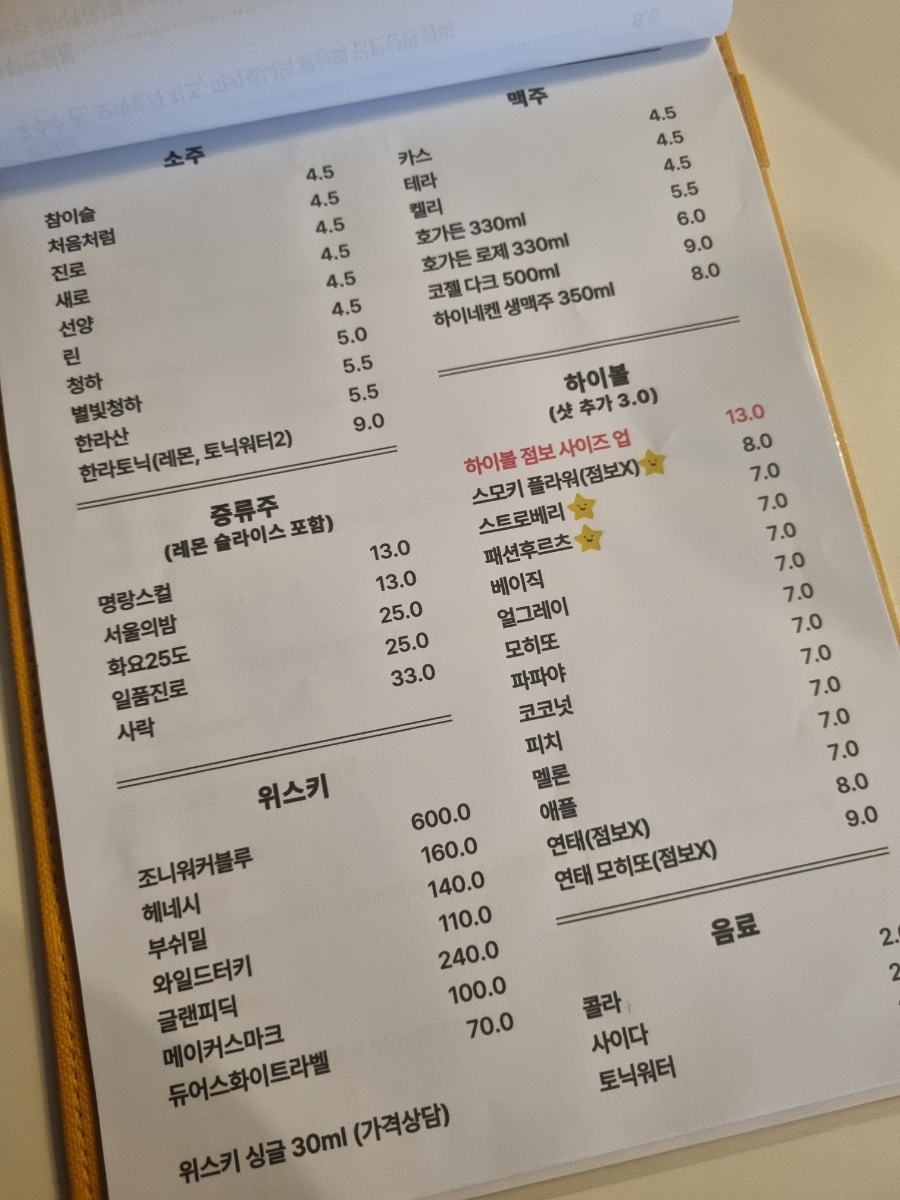 소주
참이슬 4.5
처음처럼 4.5
진로 4.5
새로 4.5
선양 4.5
린 4.5
청하 5.0
별빛청하 5.5
한라산 5.5
한라토닉(레몬, 토닉워터2) 9.0
증류주
(레몬 슬라이스 포함)
명랑스컬 13.0
서울의밤 13.0
화요25도 25.0
일품진로 25.0
사락 33.0
위스키
조니워커블루 600.0
헤네시 160.0
부쉬밀 140.0
와일드터키 110.0
글랜피딕 240.0
메이커스마크 100.0
듀어스화이트라벨 70.0
위스키 싱글 30ml (가격상담)
맥주
카스 4.5
테라 4.5
켈리 4.5
호가든 330ml 5.5
호가든 로제 330ml 6.0
코젤 다크 500ml 9.0
하이네켄 생맥주 350ml 8.0
하이볼
(샷 추가 3.0)
하이볼 점보 사이즈 업 13.0
스모키 플라워(점보X) 8.0
스트로베리 7.0
패션후르츠 7.0
베이직 7.0
얼그레이 7.0
모히또 7.0
파파야 7.0
코코넛 7.0
피치 7.0
멜론 7.0
애플 7.0
연태(점보X) 8.0
연태 모히또(점보X) 9.0
음료
콜라
사이다
토닉워터